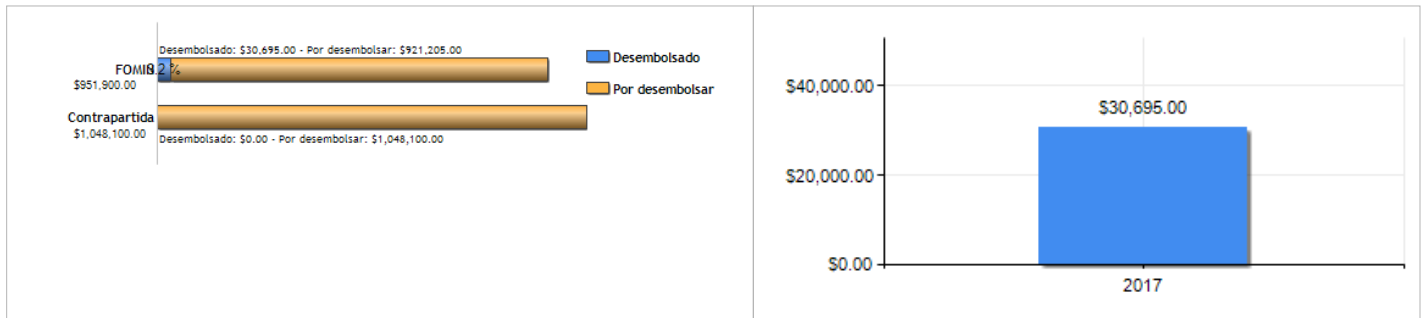 Desembolsado: $30,695.00 - Por desembolsar: $921,205.00
FOMIN
$951,900.00
Contrapartida
$1,048,100.00
Desembolsado: $0.00 - Por desembolsar: $1,048,100.00
Desembolsado
Por desembolsar
$40,000.00
$30,695.00
$20,000.00
$0.00
2017